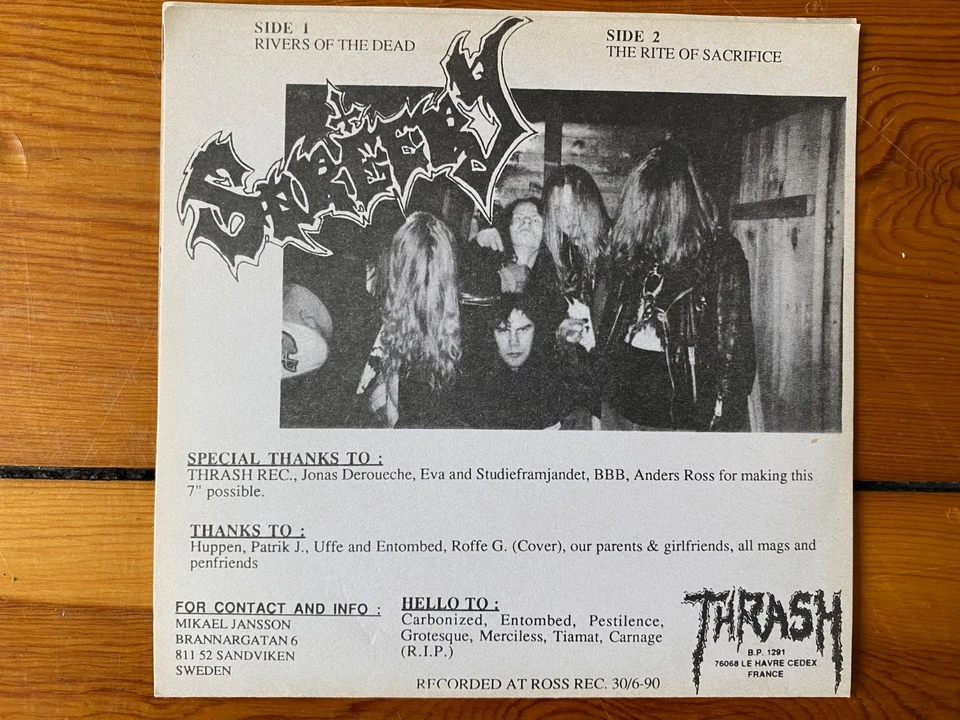 SIDE 1
RIVERS OF THE DEAD
SIDE 2
THE RITE OF SACRIFICE
SORCERY
SPECIAL THANKS TO :
THRASH REC., Jonas Deroueche, Eva and Studieframjandet, BBB, Anders Ross for making this
7" possible.
THANKS TO :
Huppen, Patrik J., Uffe and Entombed, Roffe G. (Cover), our parents & girlfriends, all mags and
penfriends
FOR CONTACT AND INFO :
MIKAEL JANSSON
BRANNARGATAN 6
811 52 SANDVIKEN
SWEDEN
HELLO TO :
Carbonized, Entombed, Pestilence,
Grotesque, Merciless, Tiamat, Carnage
(R.I.P.)
RECORDED AT ROSS REC. 30/6-90
THRASH
B.P. 1291
76068 LE HAVRE CEDEX
FRANCE